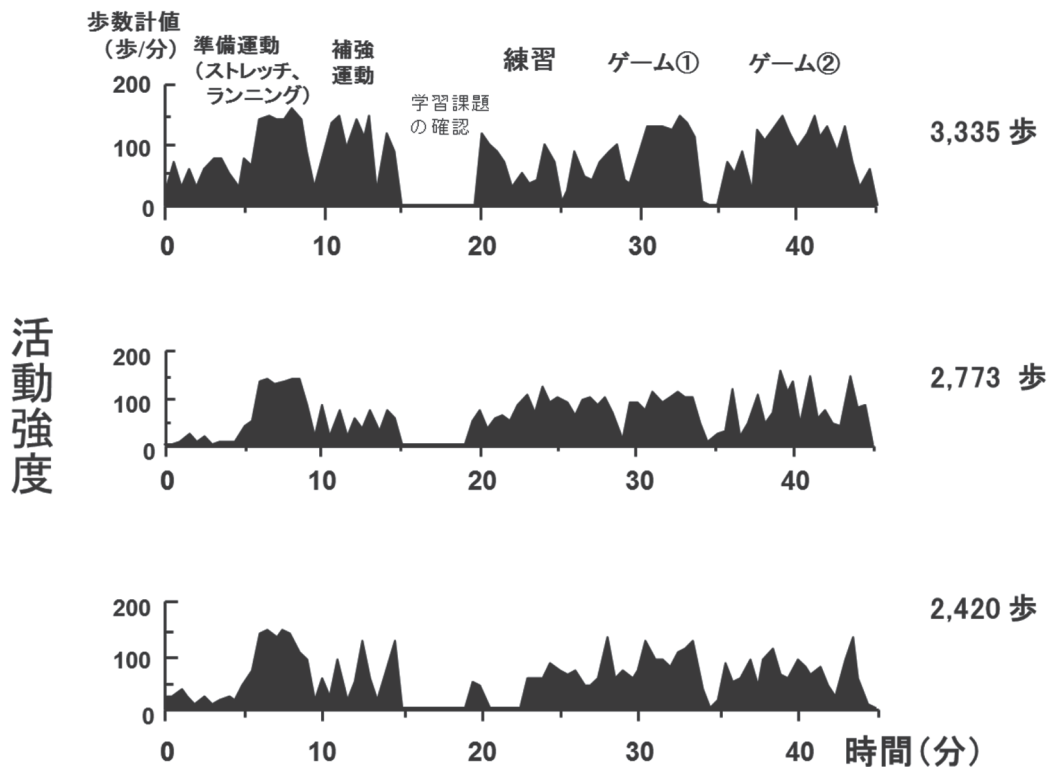 歩数計値
（歩/分）
準備運動
（ストレッチ、
ランニング）
補強
運動
学習課題
の確認
練習
ゲーム①
ゲーム②
200
100
0
0 10 20 30 40
3,335 歩
活動強度
200
100
0
0 10 20 30 40
2,773 歩
200
100
0
0 10 20 30 40
2,420 歩
時間（分）